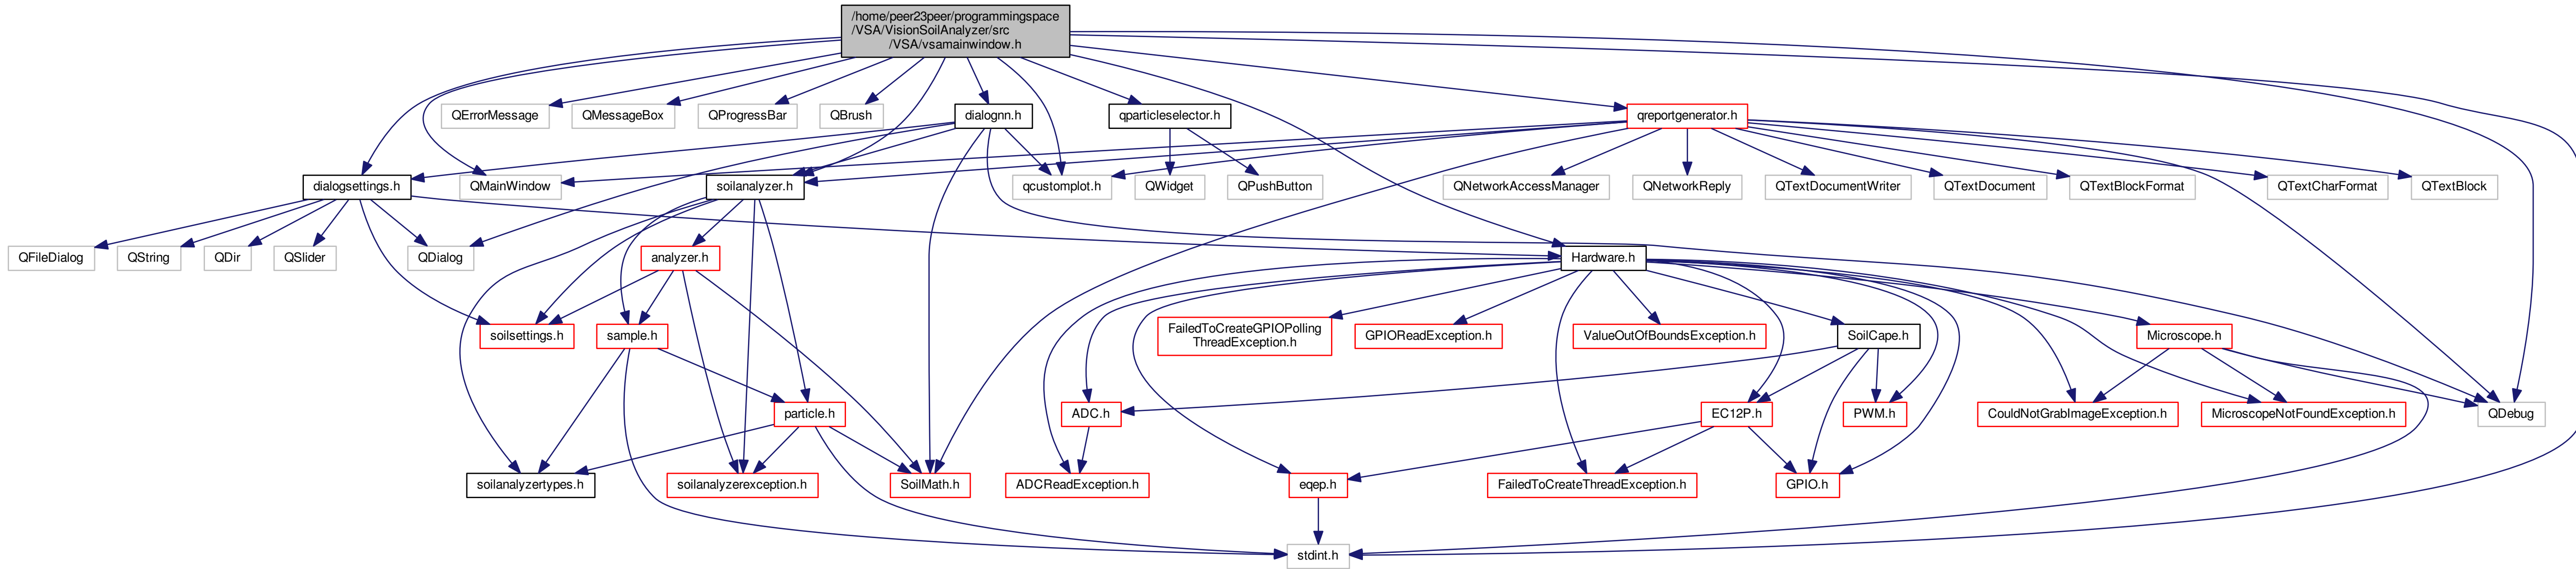 /home/peer23peer/programmingspace
/VSA/VisionSoilAnalyzer/src
/VSA/vsamainwindow.h
QErrorMessage
QMessageBox
QProgressBar
QBrush
dialognn.h
qparticleselector.h
qreportgenerator.h
dialogsettings.h
QMainWindow
soilanalyzer.h
qcustomplot.h
QWidget
QPushButton
QNetworkAccessManager
QNetworkReply
QTextDocumentWriter
QTextDocument
QTextBlockFormat
QTextCharFormat
QTextBlock
QFileDialog
QString
QDir
QSlider
QDialog
analyzer.h
Hardware.h
soilsettings.h
sample.h
FailedToCreateGPIOPolling
ThreadException.h
GPIOReadException.h
ValueOutOfBoundsException.h
SoilCape.h
Microscope.h
particle.h
ADC.h
EC12P.h
PWM.h
CouldNotGrabImageException.h
MicroscopeNotFoundException.h
QDebug
soilanalyzertypes.h
soilanalyzerexception.h
SoilMath.h
ADCReadException.h
eqep.h
FailedToCreateThreadException.h
GPIO.h
stdint.h